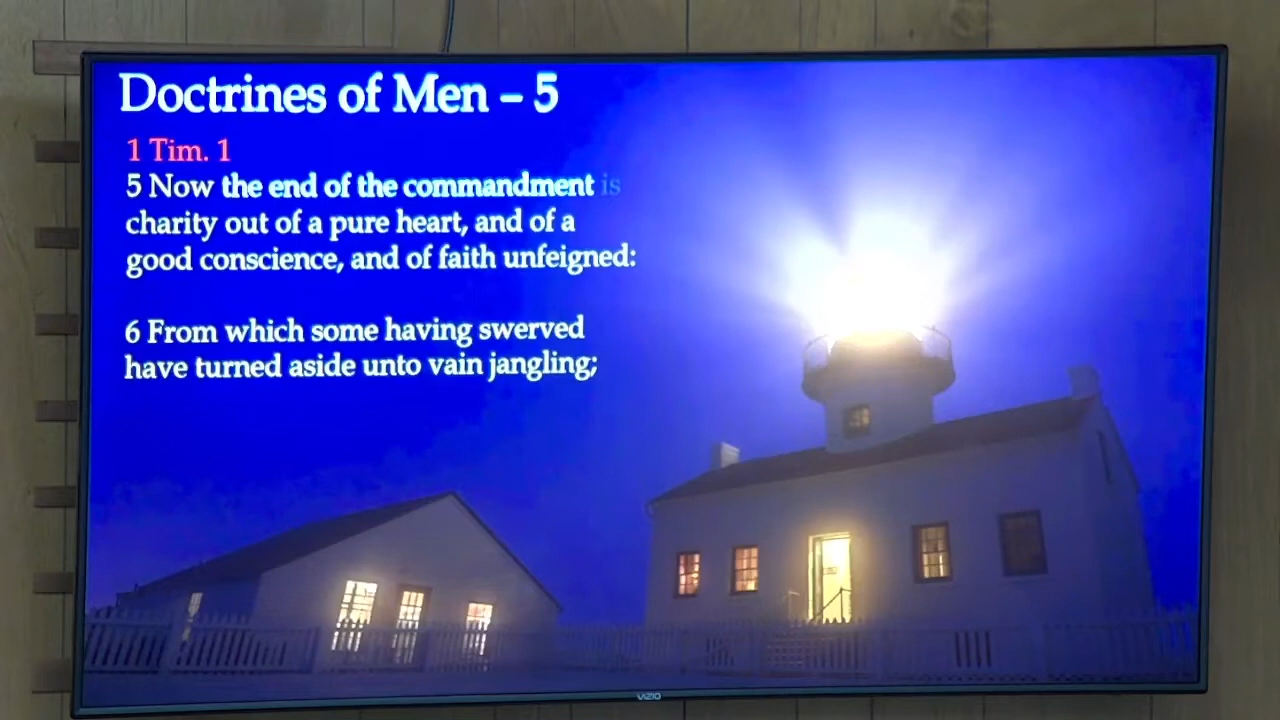 Doctrines of Men – 5
1 Tim. 1
5 Now the end of the commandment is
charity out of a pure heart, and of a
good conscience, and of faith unfeigned:
6 From which some having swerved
have turned aside unto vain jangling;
VIZIO